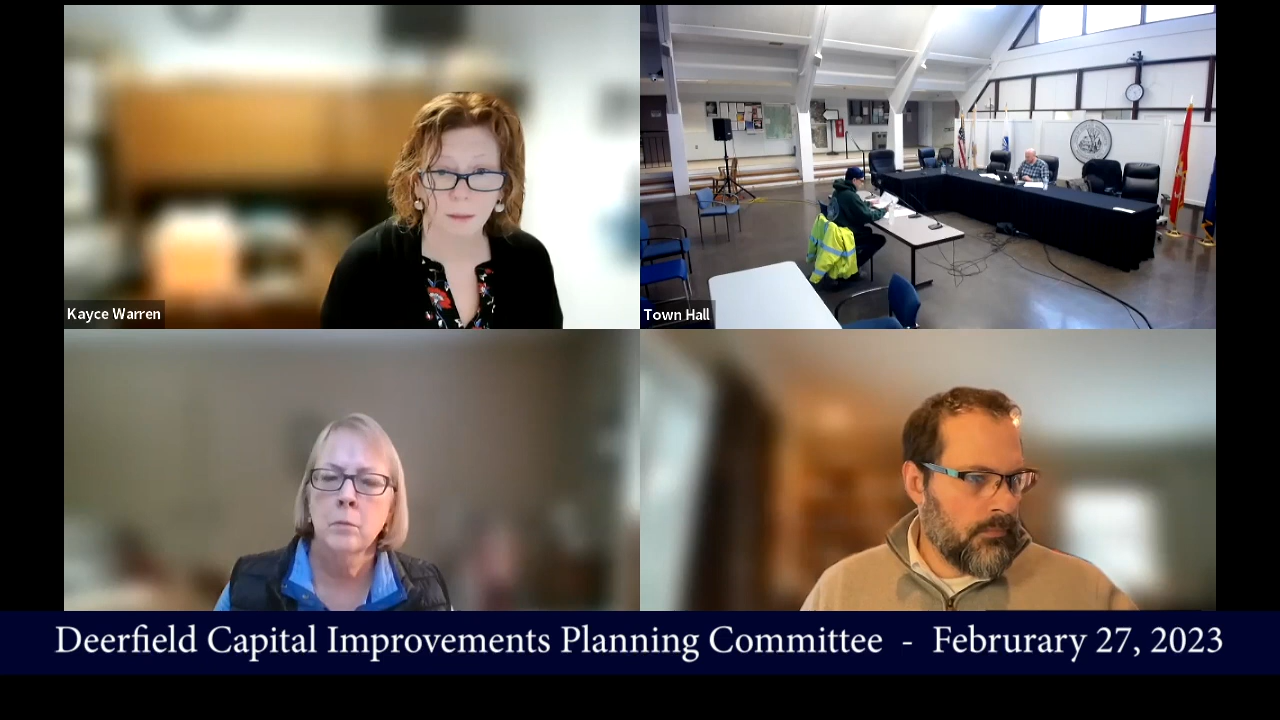 Kayce Warren
Town Hall
Deerfield Capital Improvements Planning Committee - Februrary 27, 2023